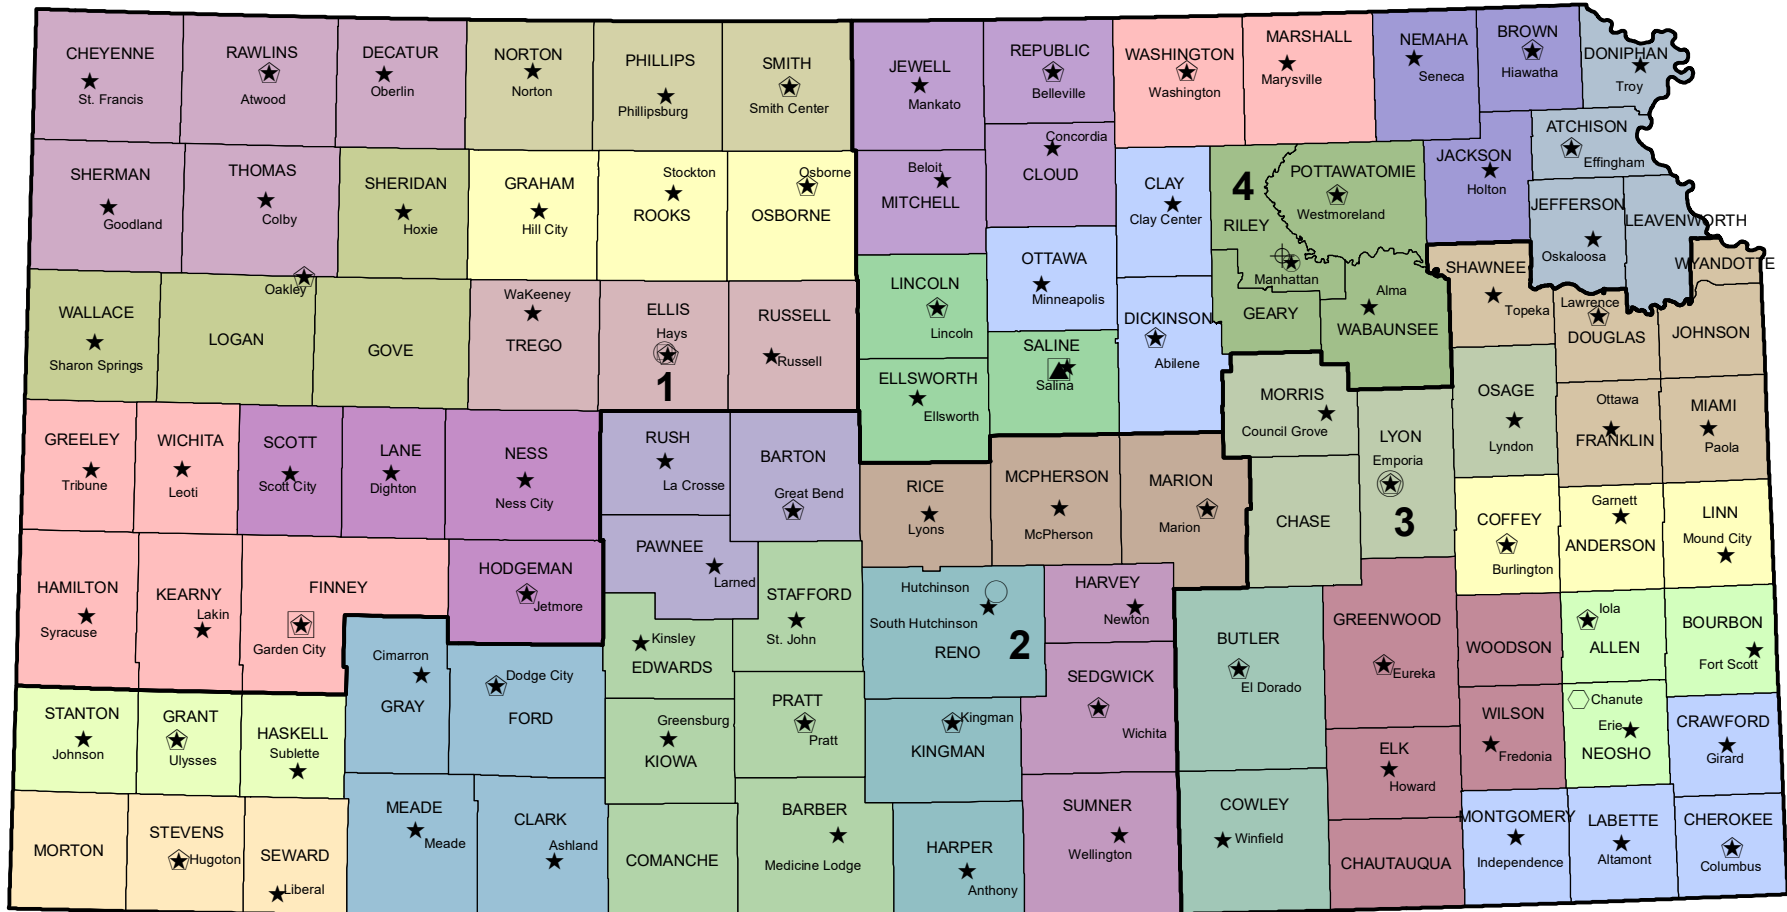 CHEYENNE
St. Francis
RAWLINS
Atwood
DECATUR
Oberlin
NORTON
Norton
PHILLIPS
Phillipsburg
SMITH
Smith Center
JEWELL
Mankato
REPUBLIC
Belleville
WASHINGTON
Washington
MARSHALL
Marysville
NEMAHA
Seneca
BROWN
Hiawatha
DONIPHAN
Troy
SHERMAN
Goodland
THOMAS
Colby
Oakley
SHERIDAN
Hoxie
GRAHAM
Hill City
Stockton
ROOKS
Osborne
OSBORNE
Beloit
MITCHELL
Concordia
CLOUD
CLAY
Clay Center
4
RILEY
Manhattan
POTTAWATOMIE
Westmoreland
JACKSON
Holton
ATCHISON
Effingham
JEFFERSON
Oskaloosa
LEAVENWORTH
WYANDOTTE
WALLACE
Sharon Springs
LOGAN
GOVE
WaKeeney
TREGO
ELLIS
Hays
1
RUSSELL
Russell
LINCOLN
Lincoln
OTTAWA
Minneapolis
DICKINSON
Abilene
GEARY
Alma
WABAUNSEE
SHAWNEE
Topeka
Lawrence
DOUGLAS
JOHNSON
ELLSWORTH
Ellsworth
SALINE
Salina
MORRIS
Council Grove
LYON
Emporia
3
OSAGE
Lyndon
Ottawa
FRANKLIN
MIAMI
Paola
GREELEY
Tribune
WICHITA
Leoti
SCOTT
Scott City
LANE
Dighton
NESS
Ness City
RUSH
La Crosse
BARTON
Great Bend
RICE
Lyons
MCPHERSON
McPherson
MARION
Marion
CHASE
COFFEY
Burlington
Garnett
ANDERSON
LINN
Mound City
HAMILTON
Syracuse
KEARNY
Lakin
FINNEY
Garden City
HODGEMAN
Jetmore
PAWNEE
Larned
STAFFORD
St. John
Hutchinson
South Hutchinson
RENO
2
HARVEY
Newton
BUTLER
El Dorado
GREENWOOD
Eureka
WOODSON
Iola
ALLEN
BOURBON
Fort Scott
Kinsley
EDWARDS
Cimarron
GRAY
Dodge City
FORD
STANTON
Johnson
GRANT
Ulysses
HASKELL
Sublette
Greensburg
KIOWA
PRATT
Pratt
Kingman
KINGMAN
SEDGWICK
Wichita
WILSON
Fredonia
Chanute
Erie
NEOSHO
CRAWFORD
Girard
ELK
Howard
MORTON
STEVENS
Hugoton
SEWARD
Liberal
MEADE
Meade
CLARK
Ashland
COMANCHE
BARBER
Medicine Lodge
HARPER
Anthony
SUMNER
Wellington
COWLEY
Winfield
CHAUTAUQUA
MONTGOMERY
Independence
LABETTE
Altamont
CHEROKEE
Columbus